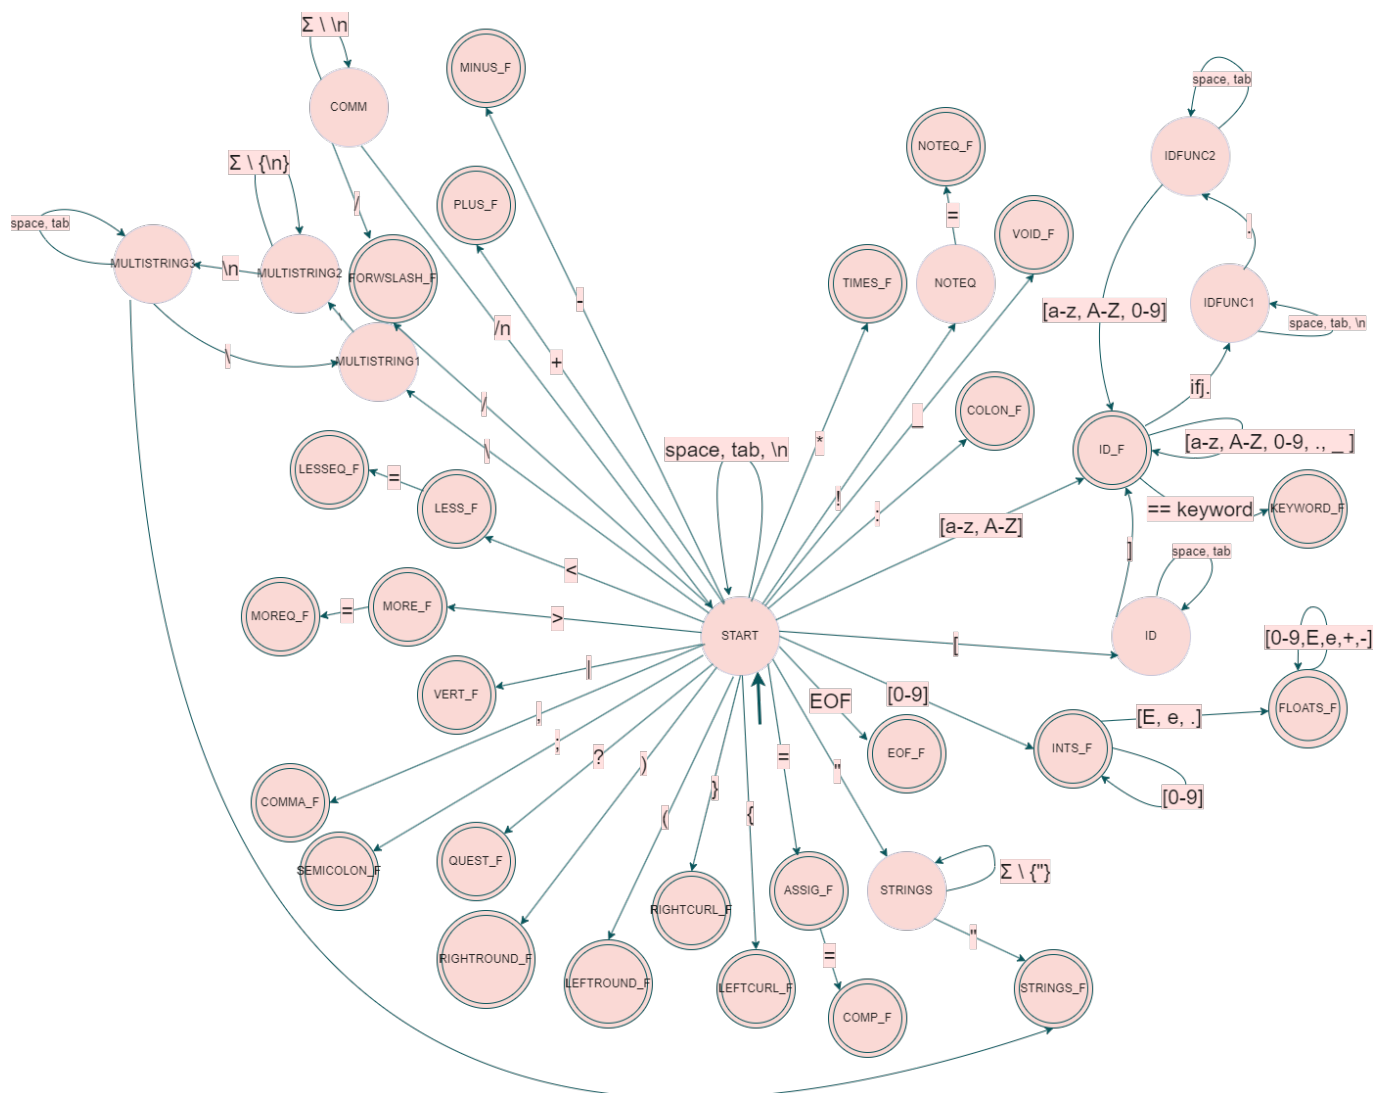 Σ \ \n
MINUS_F
COMM
space, tab
NOTEQ_F
IDFUNC2
Σ \ {\n}
/
PLUS_F
=
VOID_F
.
space, tab
MULTISTRING3
\n
MULTISTRING2
FORWSLASH_F
TIMES_F
NOTEQ
IDFUNC1
-
[a-z, A-Z, 0-9]
\
/n
space, tab, \n
\
MULTISTRING1
+
ifj.
/
_
COLON_F
*
\
space, tab, \n
ID_F
[a-z, A-Z, 0-9, ., _ ]
LESSEQ_F
=
LESS_F
!
:
[a-z, A-Z]
== keyword
KEYWORD_F
]
space, tab
<
MOREQ_F
=
MORE_F
>
START
[
ID
[0-9,E,e,+,-]
|
VERT_F
EOF
[0-9]
FLOATS_F
,
[E, e, .]
;
?
)
=
"
EOF_F
INTS_F
}
[0-9]
COMMA_F
(
{
SEMICOLON_F
QUEST_F
ASSIG_F
STRINGS
Σ \ {"}
RIGHTCURL_F
"
RIGHTROUND_F
=
LEFTROUND_F
LEFTCURL_F
STRINGS_F
COMP_F